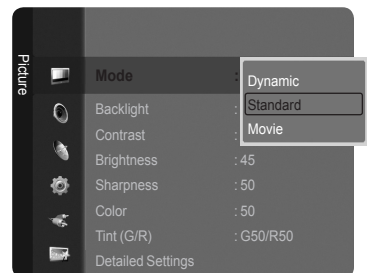 Picture
Mode :
Dynamic
Standard
Movie
Backlight :
Contrast :
Brightness : 45
Sharpness : 50
Color : 50
Tint (G/R) : G50/R50
Detailed Settings